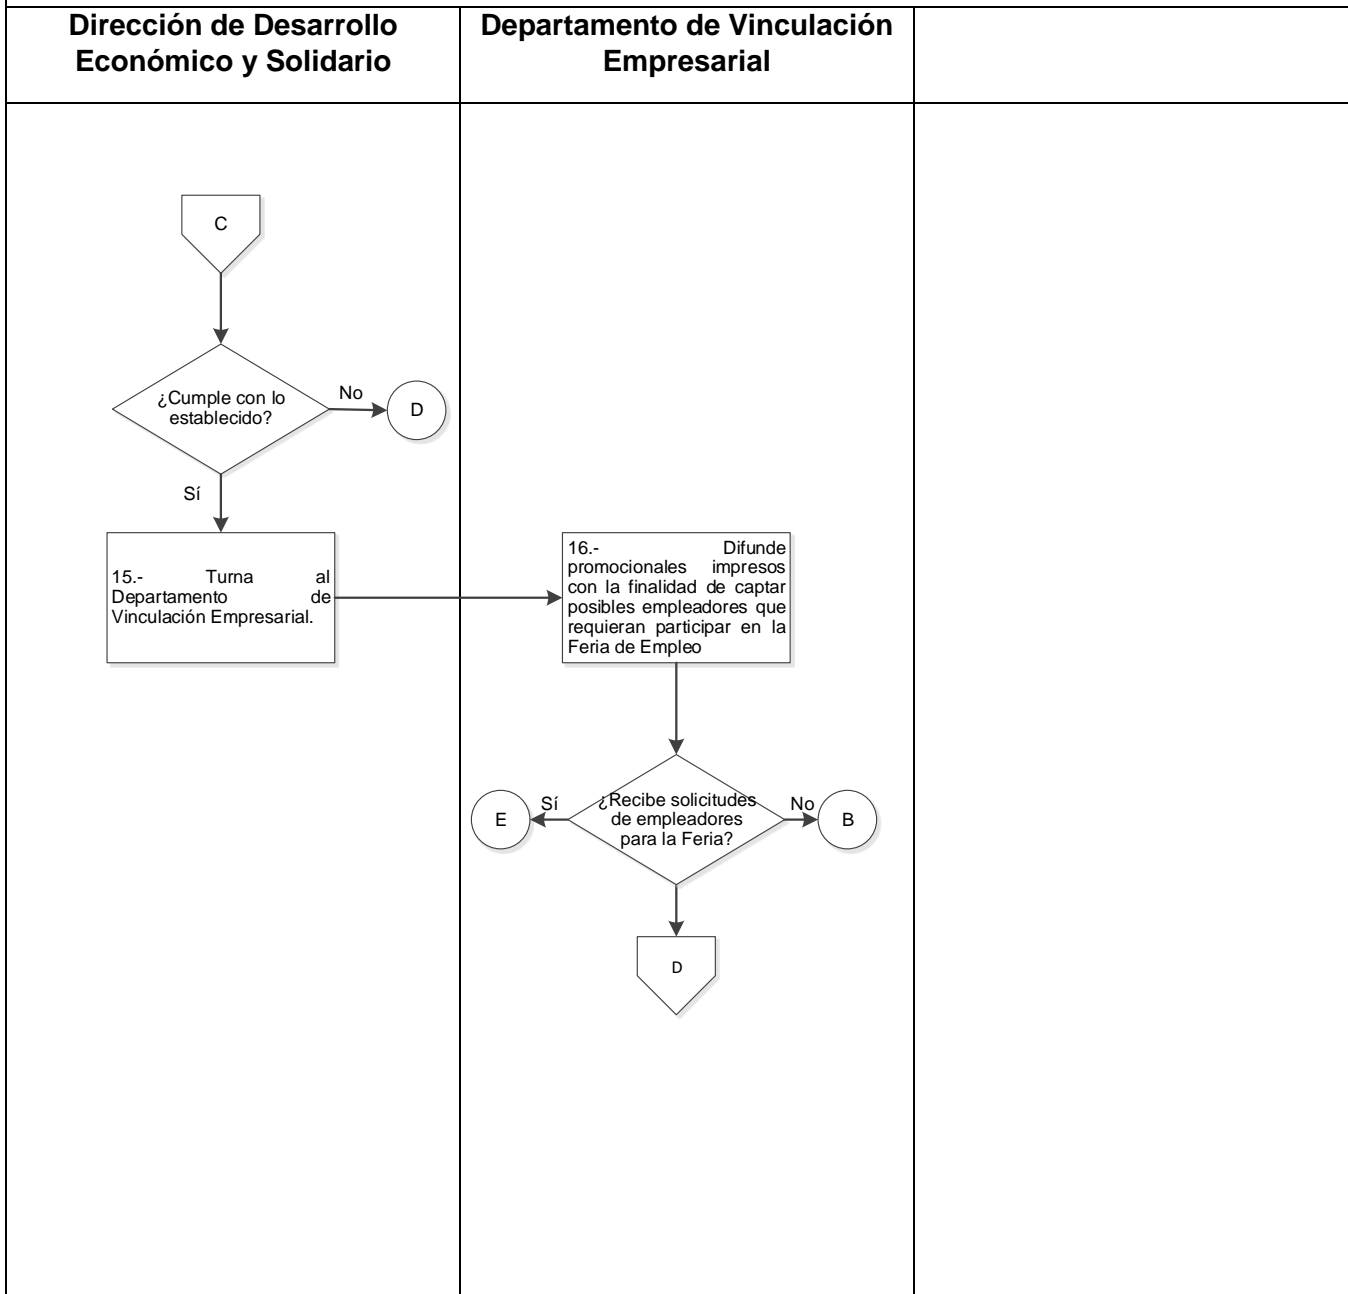 Dirección de Desarrollo
Económico y Solidario
Departamento de Vinculación
Empresarial
C
¿Cumple con lo
establecido?
No
D
Sí
15.- Turna al
Departamento de
Vinculación Empresarial.
16.- Difunde
promocionales impresos
con la finalidad de captar
posibles empleadores que
requieran participar en la
Feria de Empleo
E
Sí
¿Recibe solicitudes
de empleadores
para la Feria?
No
B
D